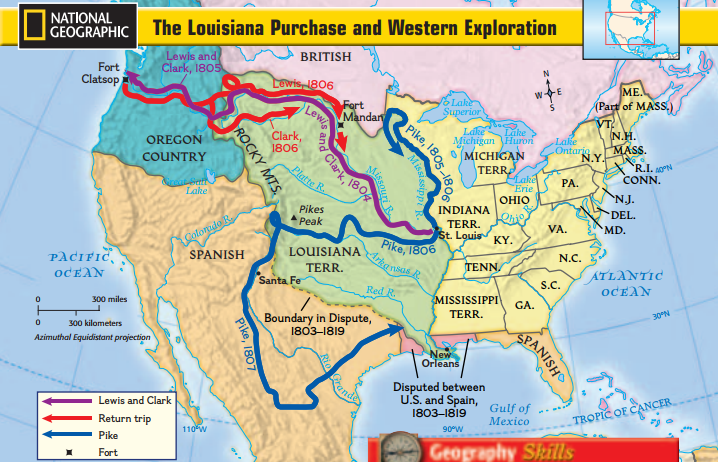 NATIONAL
GEOGRAPHIC
The Louisiana Purchase and Western Exploration
Lewis and
Clark, 1805
BRITISH
Fort
Clatsop
Lewis, 1806
Fort
Mandan
N
W
E
S
ME.
(Part of MASS.)
Lake
Superior
VT.
N.H.
MASS.
Clark,
1806
Lewis and Clark, 1804
Pike, 1805–1806
Lake
Michigan
Lake
Huron
Lake
Ontario
N.Y.
R.I.
CONN.
40°N
OREGON
COUNTRY
ROCKY MTS.
MICHIGAN
TERR.
Lake
Erie
PA.
N.J.
DEL.
MD.
Great Salt
Lake
Platte R.
Missouri R.
Mississippi R.
OHIO
Ohio R.
INDIANA
TERR.
Pikes
Peak
St. Louis
VA.
KY.
Colorado R.
SPANISH
LOUISIANA
TERR.
Pike, 1806
Arkansas R.
N.C.
TENN.
PACIFIC
OCEAN
ATLANTIC
OCEAN
Santa Fe
S.C.
0 300 miles
0 300 kilometers
Azimuthal Equidistant projection
Red R.
MISSISSIPPI
TERR.
GA.
30°N
Boundary in Dispute,
1803–1819
Pike, 1807
Rio Grande
New
Orleans
SPANISH
Disputed between
U.S. and Spain,
1803–1819
Gulf of
Mexico
TROPIC OF CANCER
Lewis and Clark
Return trip
Pike
Fort
110°W
90°W
Geography Skills